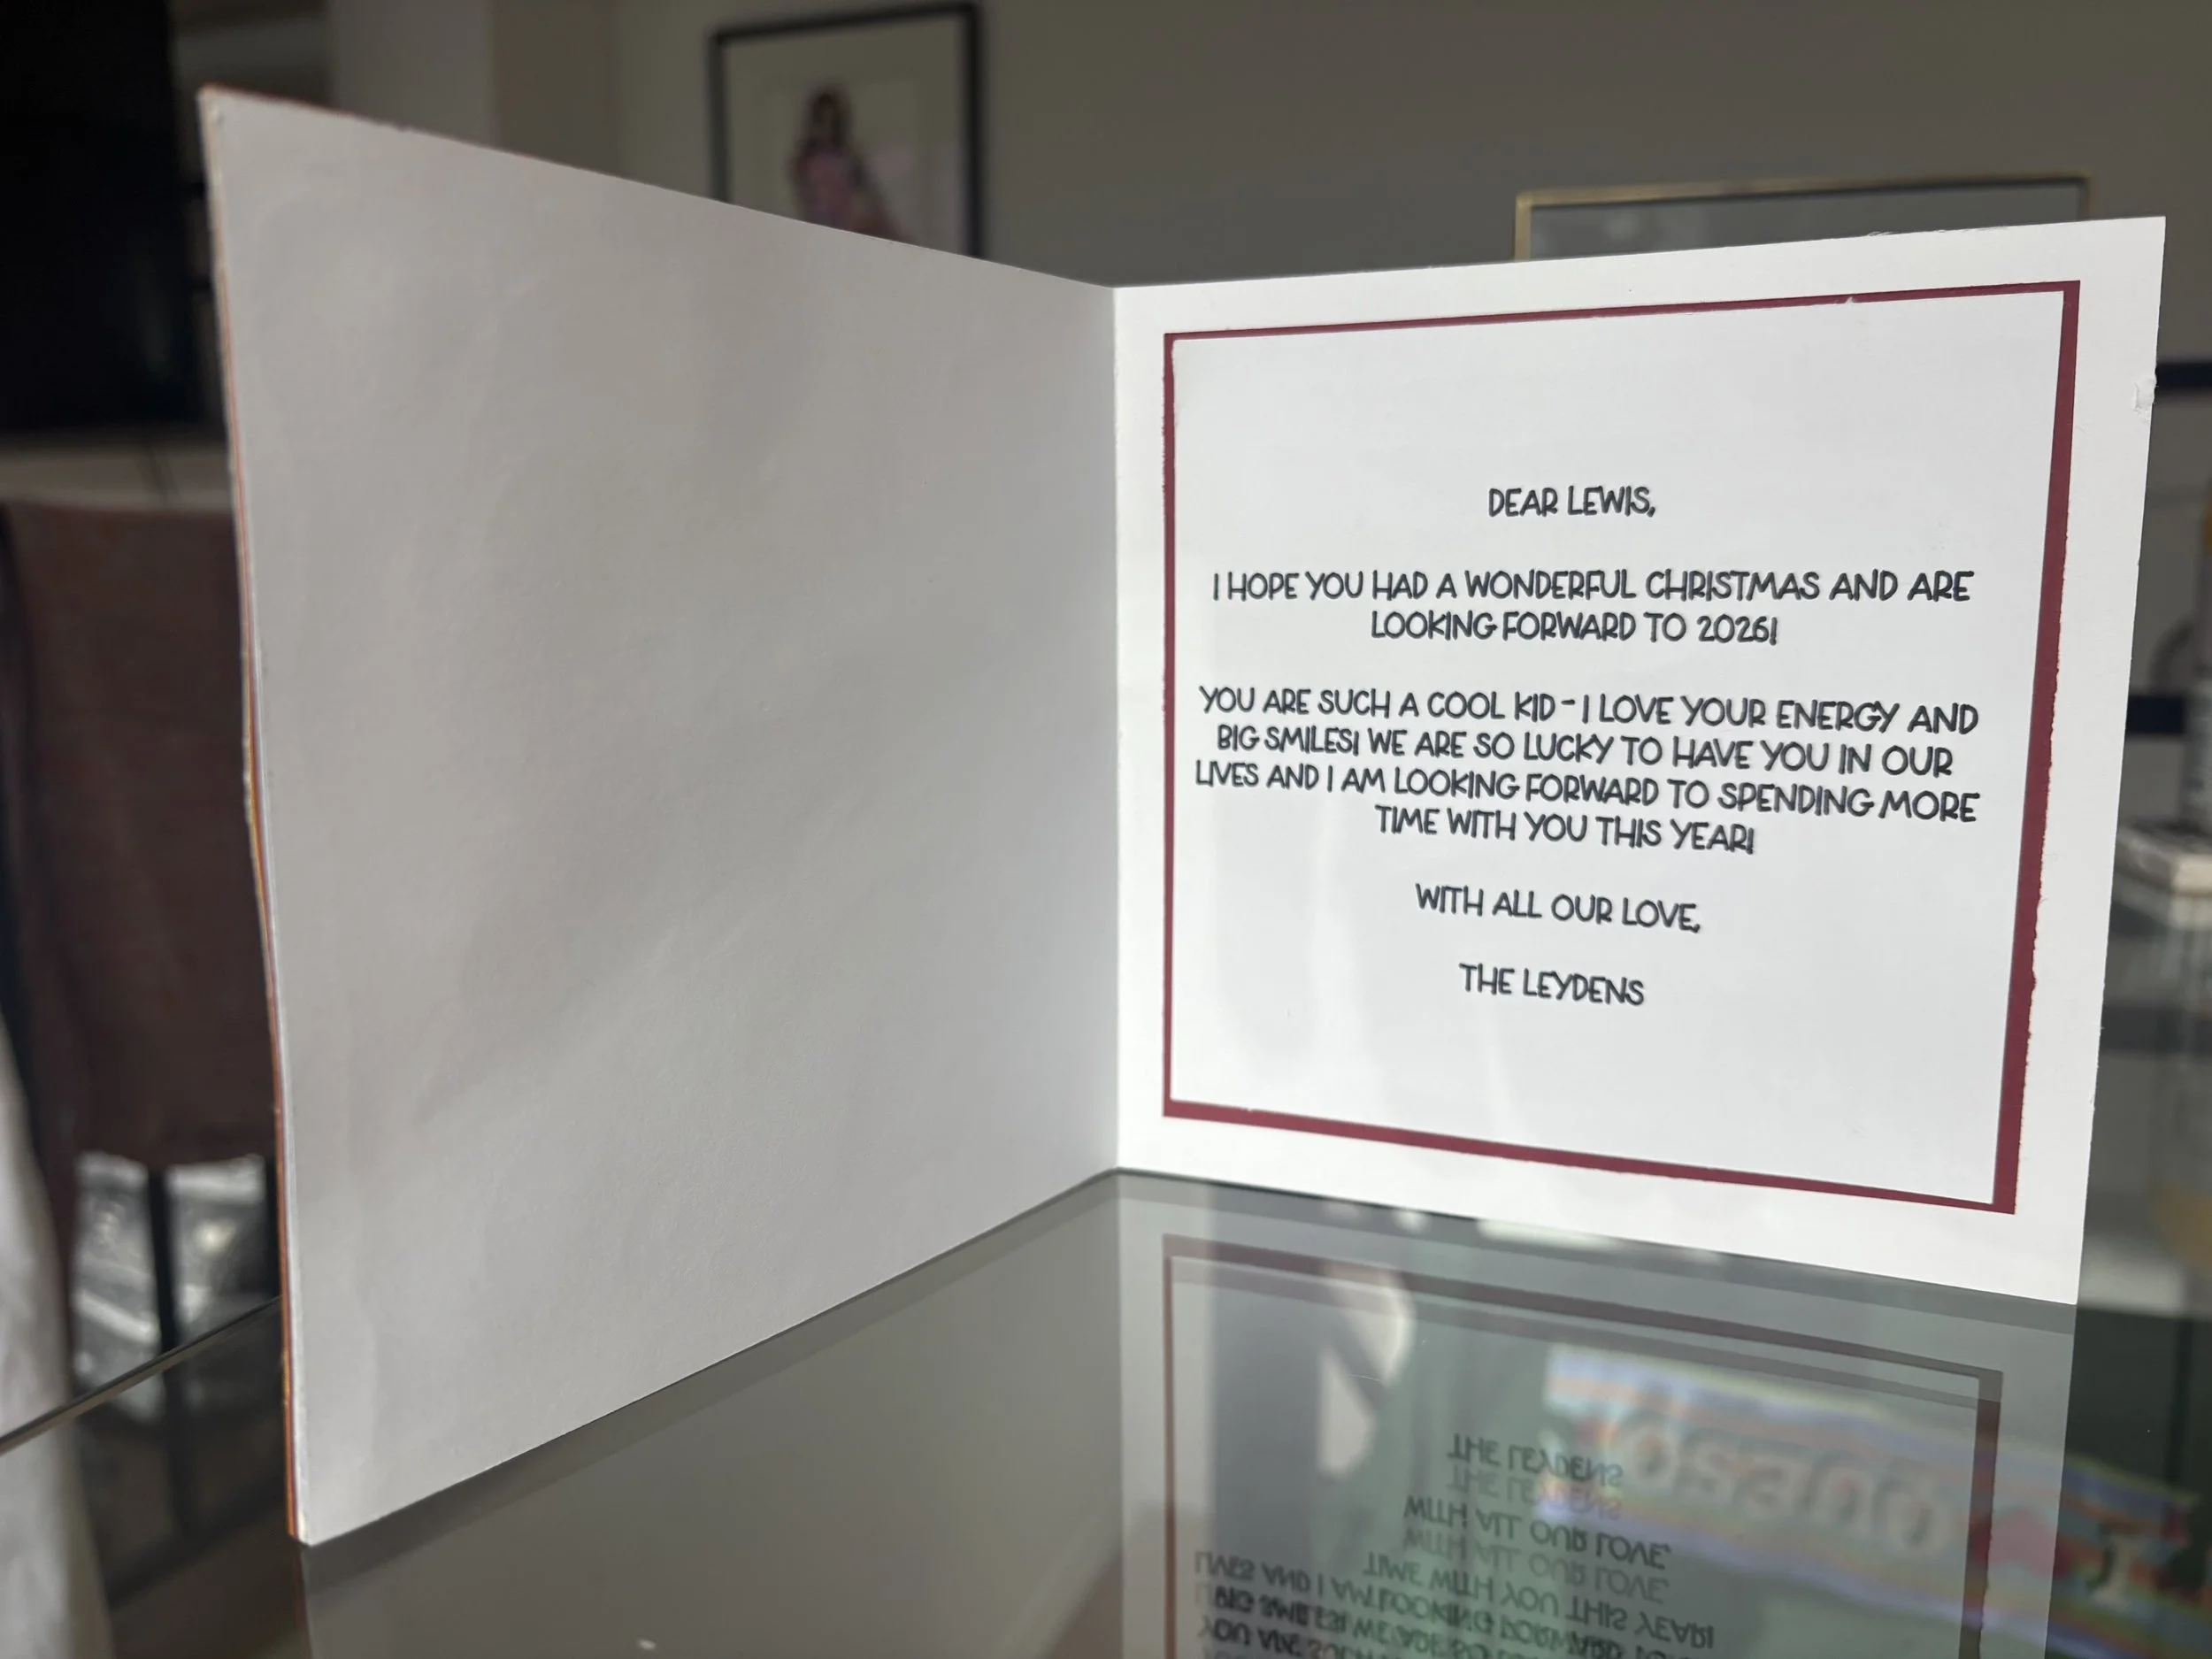 DEAR LEWIS,
I HOPE YOU HAD A WONDERFUL CHRISTMAS AND ARE
LOOKING FORWARD TO 2026!
YOU ARE SUCH A COOL KID - I LOVE YOUR ENERGY AND
BIG SMILES! WE ARE SO LUCKY TO HAVE YOU IN OUR
LIVES AND I AM LOOKING FORWARD TO SPENDING MORE
TIME WITH YOU THIS YEAR!
WITH ALL OUR LOVE,
THE LEYDENS